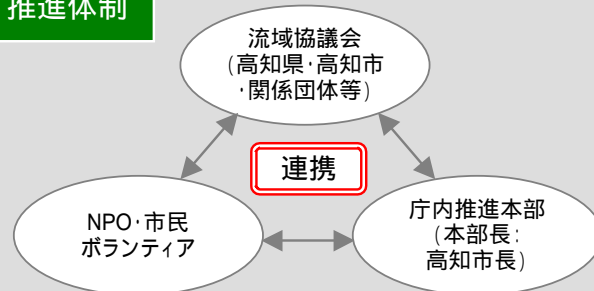 推進体制
流域協議会
(高知県･高知市
･関係団体等)
連携
NPO･市民
ボランティア
庁内推進本部
(本部長:
高知市長)